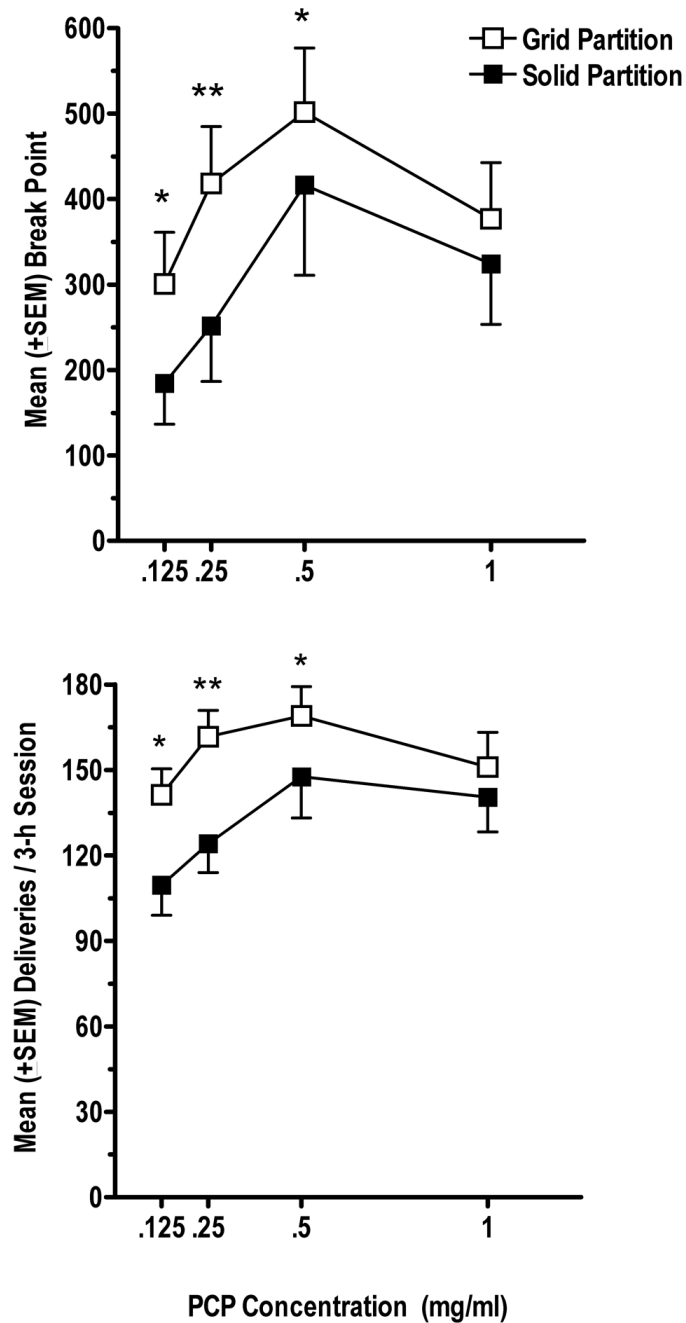 Grid Partition
Solid Partition
Mean (±SEM) Break Point
600
500
400
300
200
100
0
*
**
*
.125 .25 .5 1
Mean (±SEM) Deliveries / 3-h Session
180
150
120
90
60
30
0
*
**
*
.125 .25 .5 1
PCP Concentration (mg/ml)